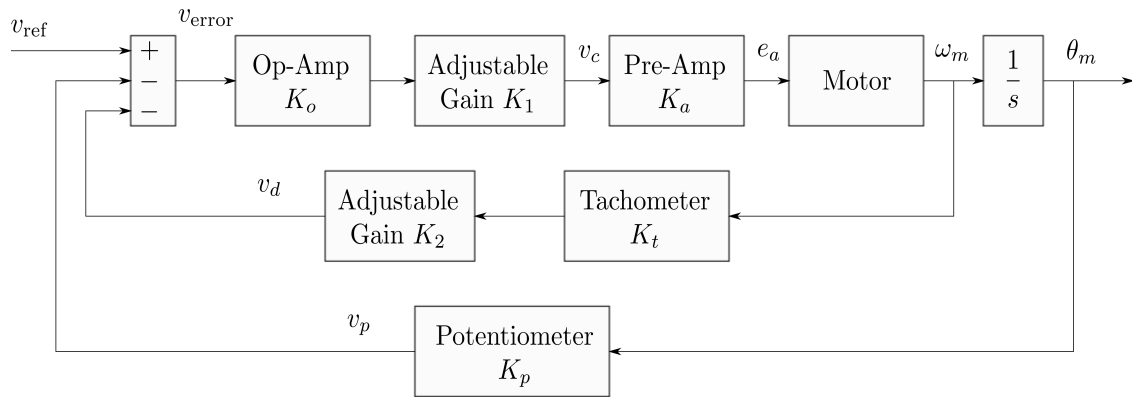 v_ref
+
−
−
v_error
Op-Amp
K_o
Adjustable
Gain K_1
v_c
Pre-Amp
K_a
e_a
Motor
ω_m
1
s
θ_m
v_d
Adjustable
Gain K_2
Tachometer
K_t
v_p
Potentiometer
K_p